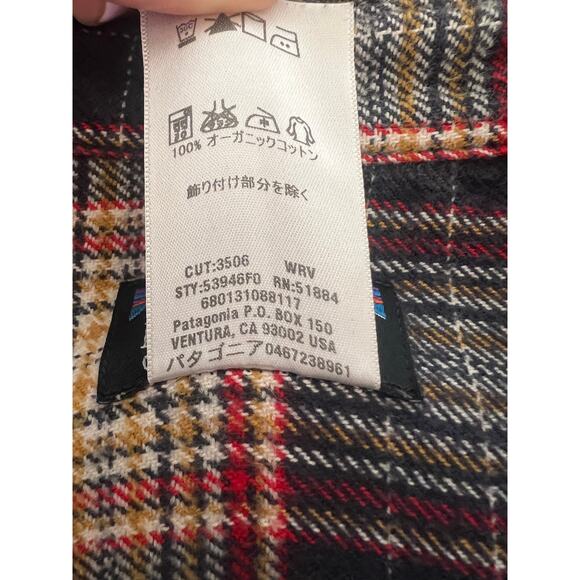 100% オーガニックコットン
飾り付け部分を除く
CUT:3506 WRV
STY:53946F0 RN:51884
680131088117
Patagonia P.O. BOX 150
VENTURA, CA 93002 USA
パタゴニア0467238961